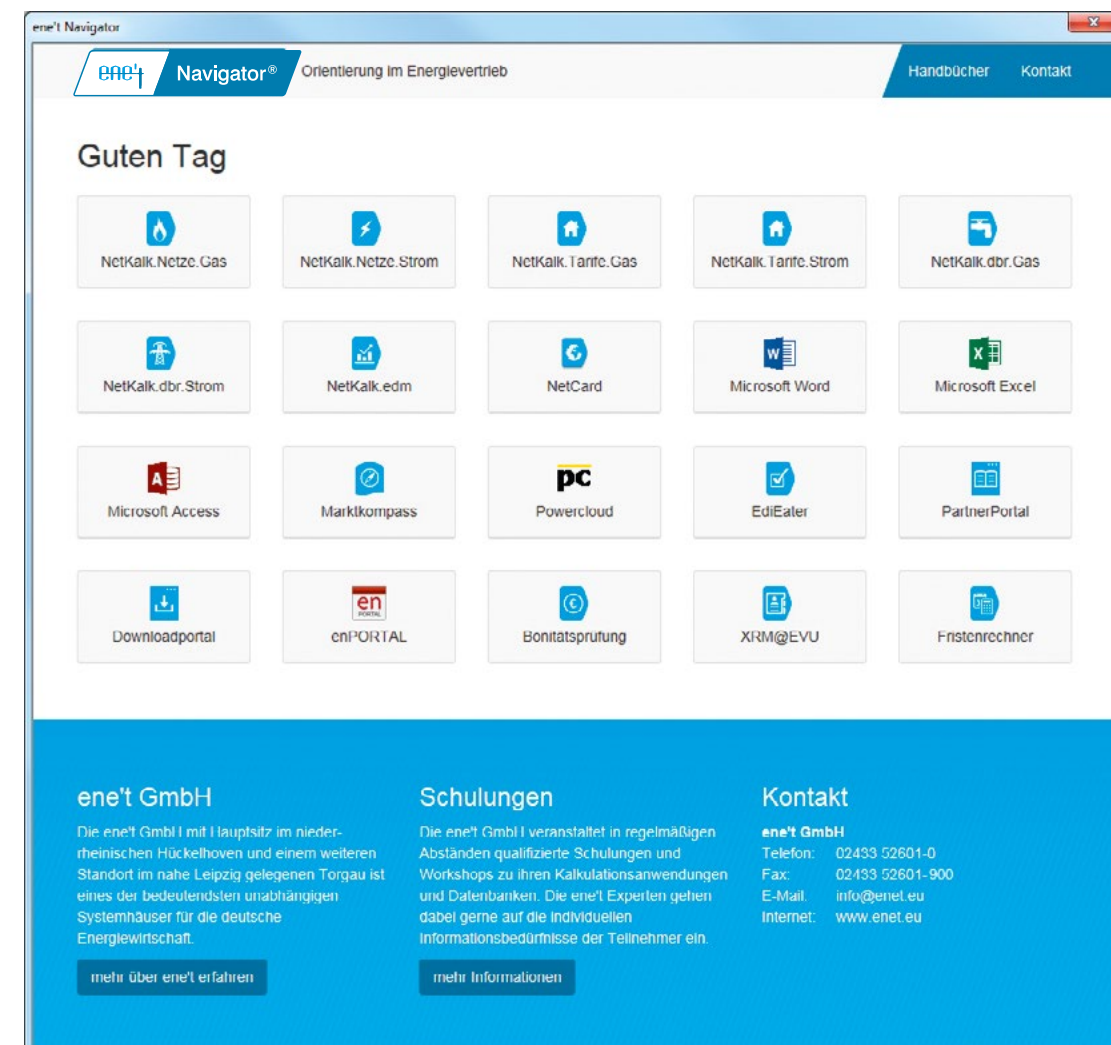 ene't Navigator
ene't Navigator® Orientierung im Energievertrieb Handbücher Kontakt
Guten Tag
NetKalk.Netze.Gas NetKalk.Netze.Strom NetKalk.Tarife.Gas NetKalk.Tarife.Strom NetKalk.dbr.Gas
NetKalk.dbr.Strom NetKalk.edm NetCard Microsoft Word Microsoft Excel
pc
Microsoft Access Marktkompass Powercloud EdiEater PartnerPortal
en
PORTAL
Downloadportal enPORTAL Bonitätsprüfung XRM@EVU Fristenrechner
ene't GmbH
Die ene't GmbH mit Hauptsitz im nieder-
rheinischen Hückelhoven und einem weiteren
Standort im nahe Leipzig gelegenen Torgau ist
eines der bedeutendsten unabhängigen
Systemhäuser für die deutsche
Energiewirtschaft.
mehr über ene't erfahren
Schulungen
Die ene't GmbH veranstaltet in regelmäßigen
Abständen qualifizierte Schulungen und
Workshops zu ihren Kalkulationsanwendungen
und Datenbanken. Die ene't Experten gehen
dabei gerne auf die individuellen
Informationsbedürfnisse der Teilnehmer ein.
mehr Informationen
Kontakt
ene't GmbH
Telefon: 02433 52601-0
Fax: 02433 52601-900
E-Mail: info@enet.eu
Internet: www.enet.eu